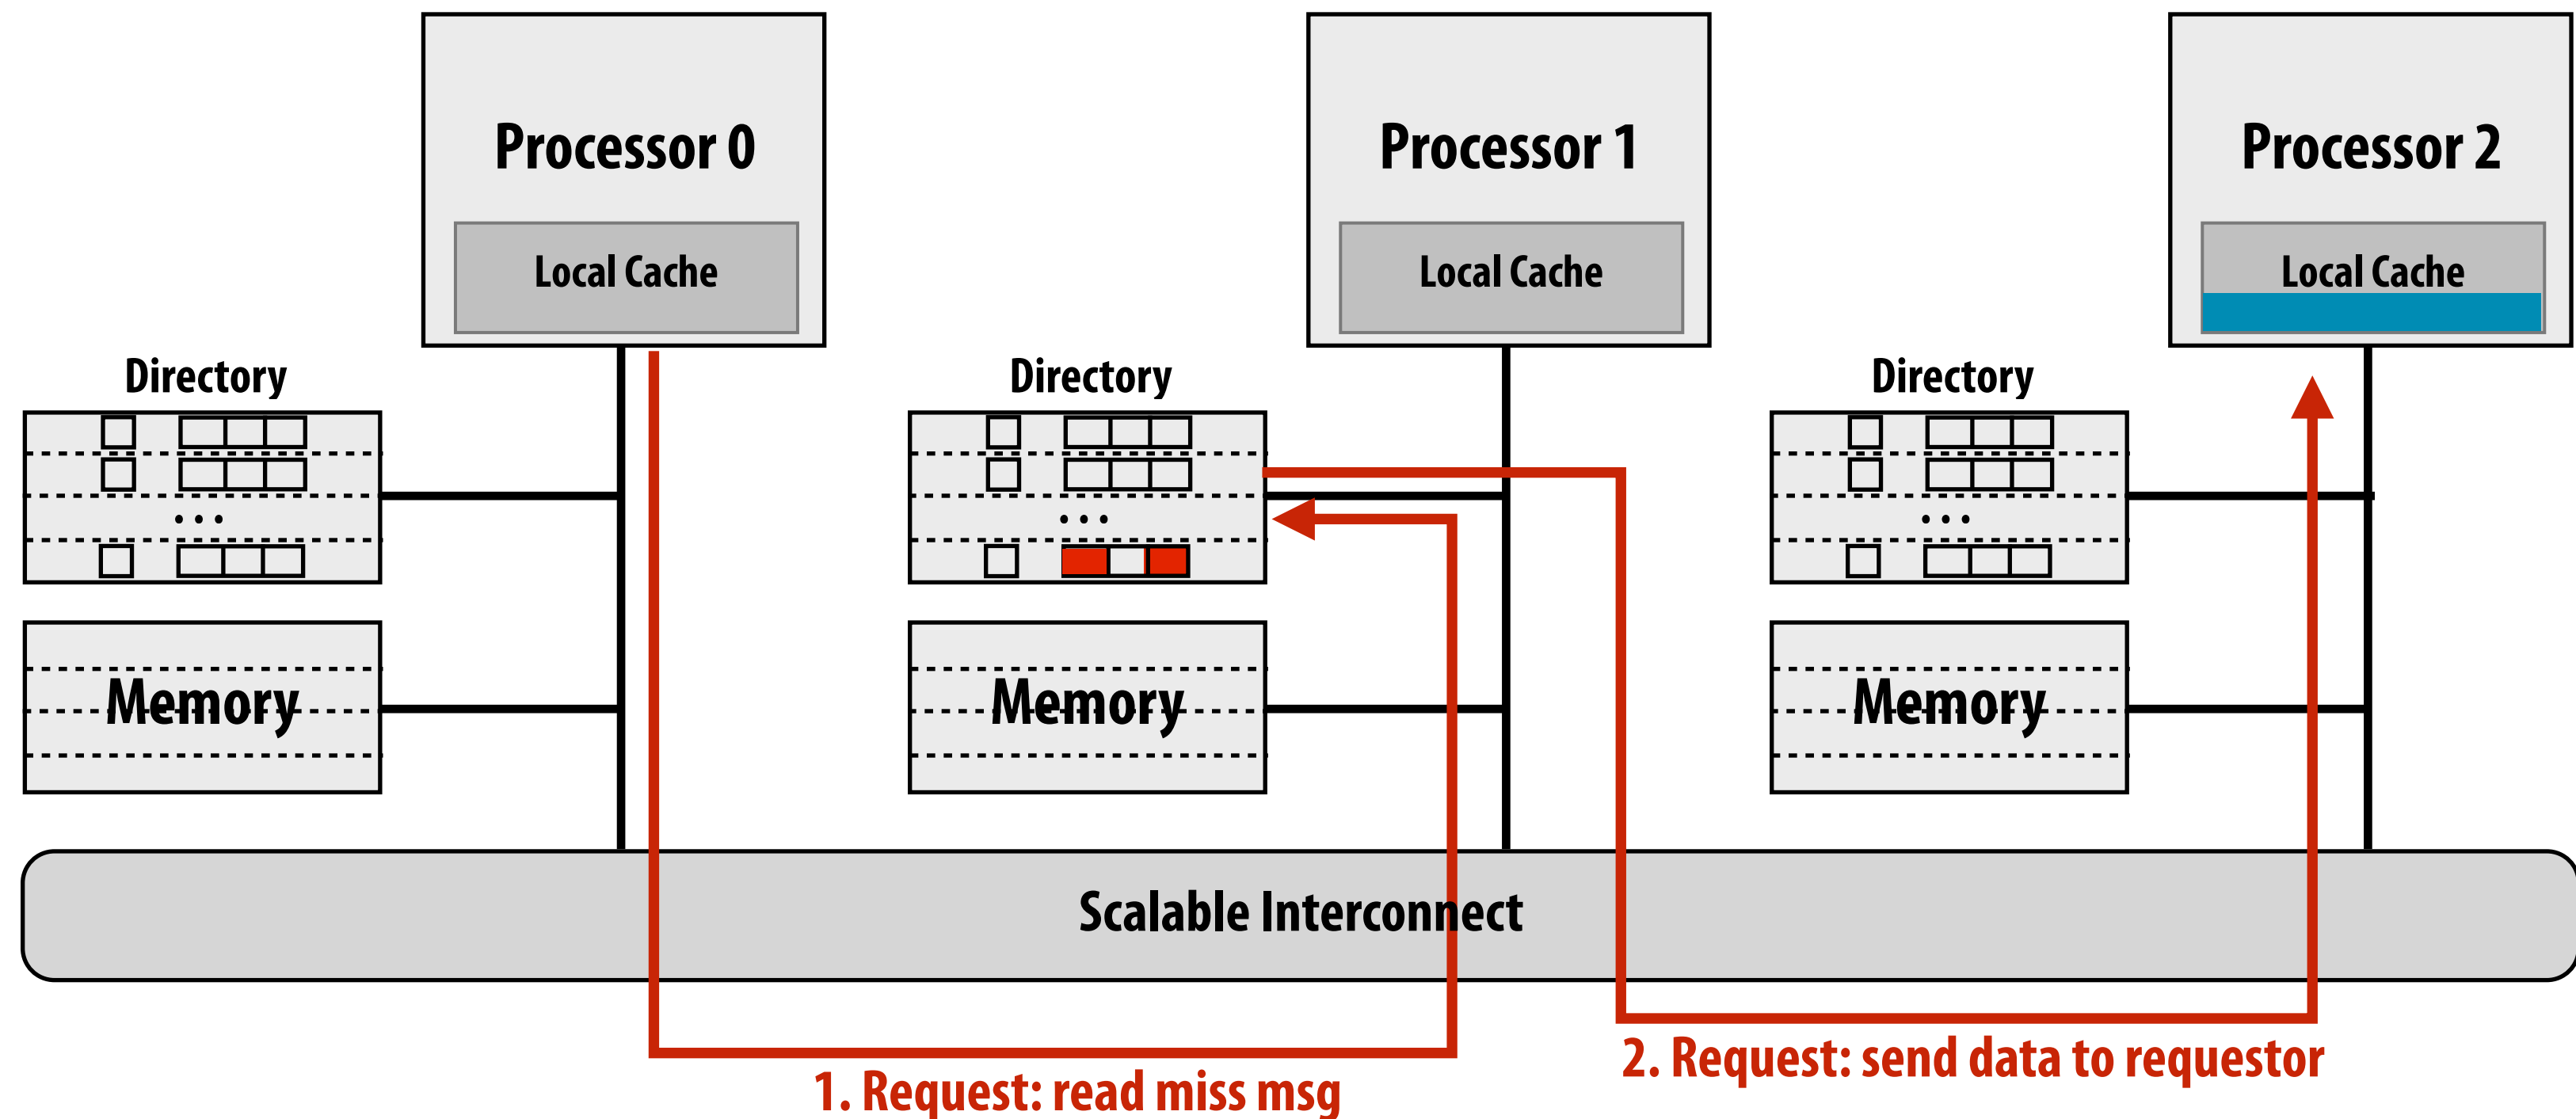 Processor 0
Processor 1
Processor 2
Local Cache
Local Cache
Local Cache
Directory
Directory
Directory
• • •
• • •
• • •
Memory
Memory
Memory
Scalable Interconnect
2. Request: send data to requestor
1. Request: read miss msg